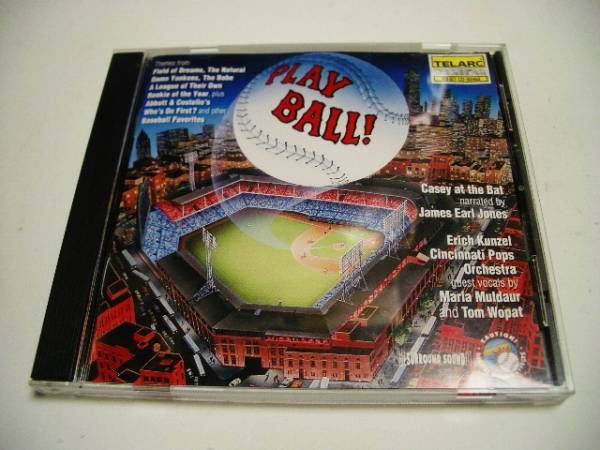 Themes from
Field of Dreams, The Natural
Damn Yankees, The Babe
A League of Their Own
Rookie of the Year, plus
Abbott & Costello's
Who's On First? and other
Baseball Favorites
PLAY
BALL!
TELARC
Casey at the Bat
narrated by
James Earl Jones
Erich Kunzel
Cincinnati Pops
Orchestra
guest vocals by
Maria Muldaur
and Tom Wopat
SURROUND SOUND